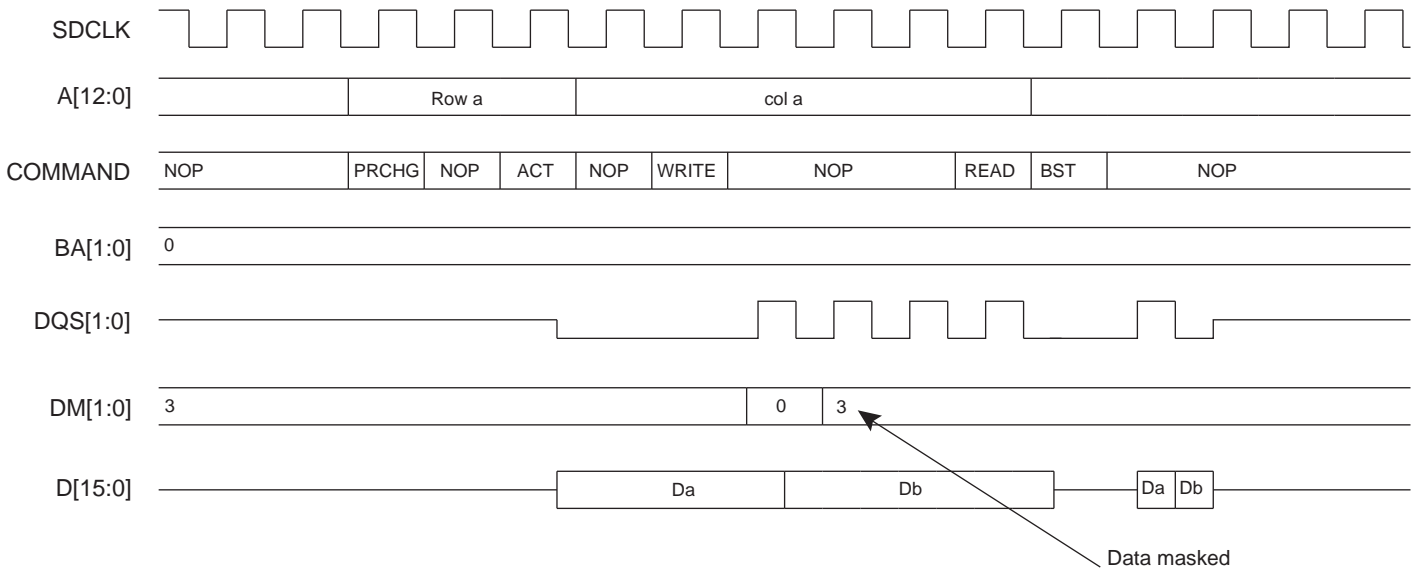 SDCLK
A[12:0] Row a col a
COMMAND NOP PRCHG NOP ACT NOP WRITE NOP READ BST NOP
BA[1:0] 0
DQS[1:0]
DM[1:0] 3 0 3
D[15:0] Da Db Da Db
Data masked